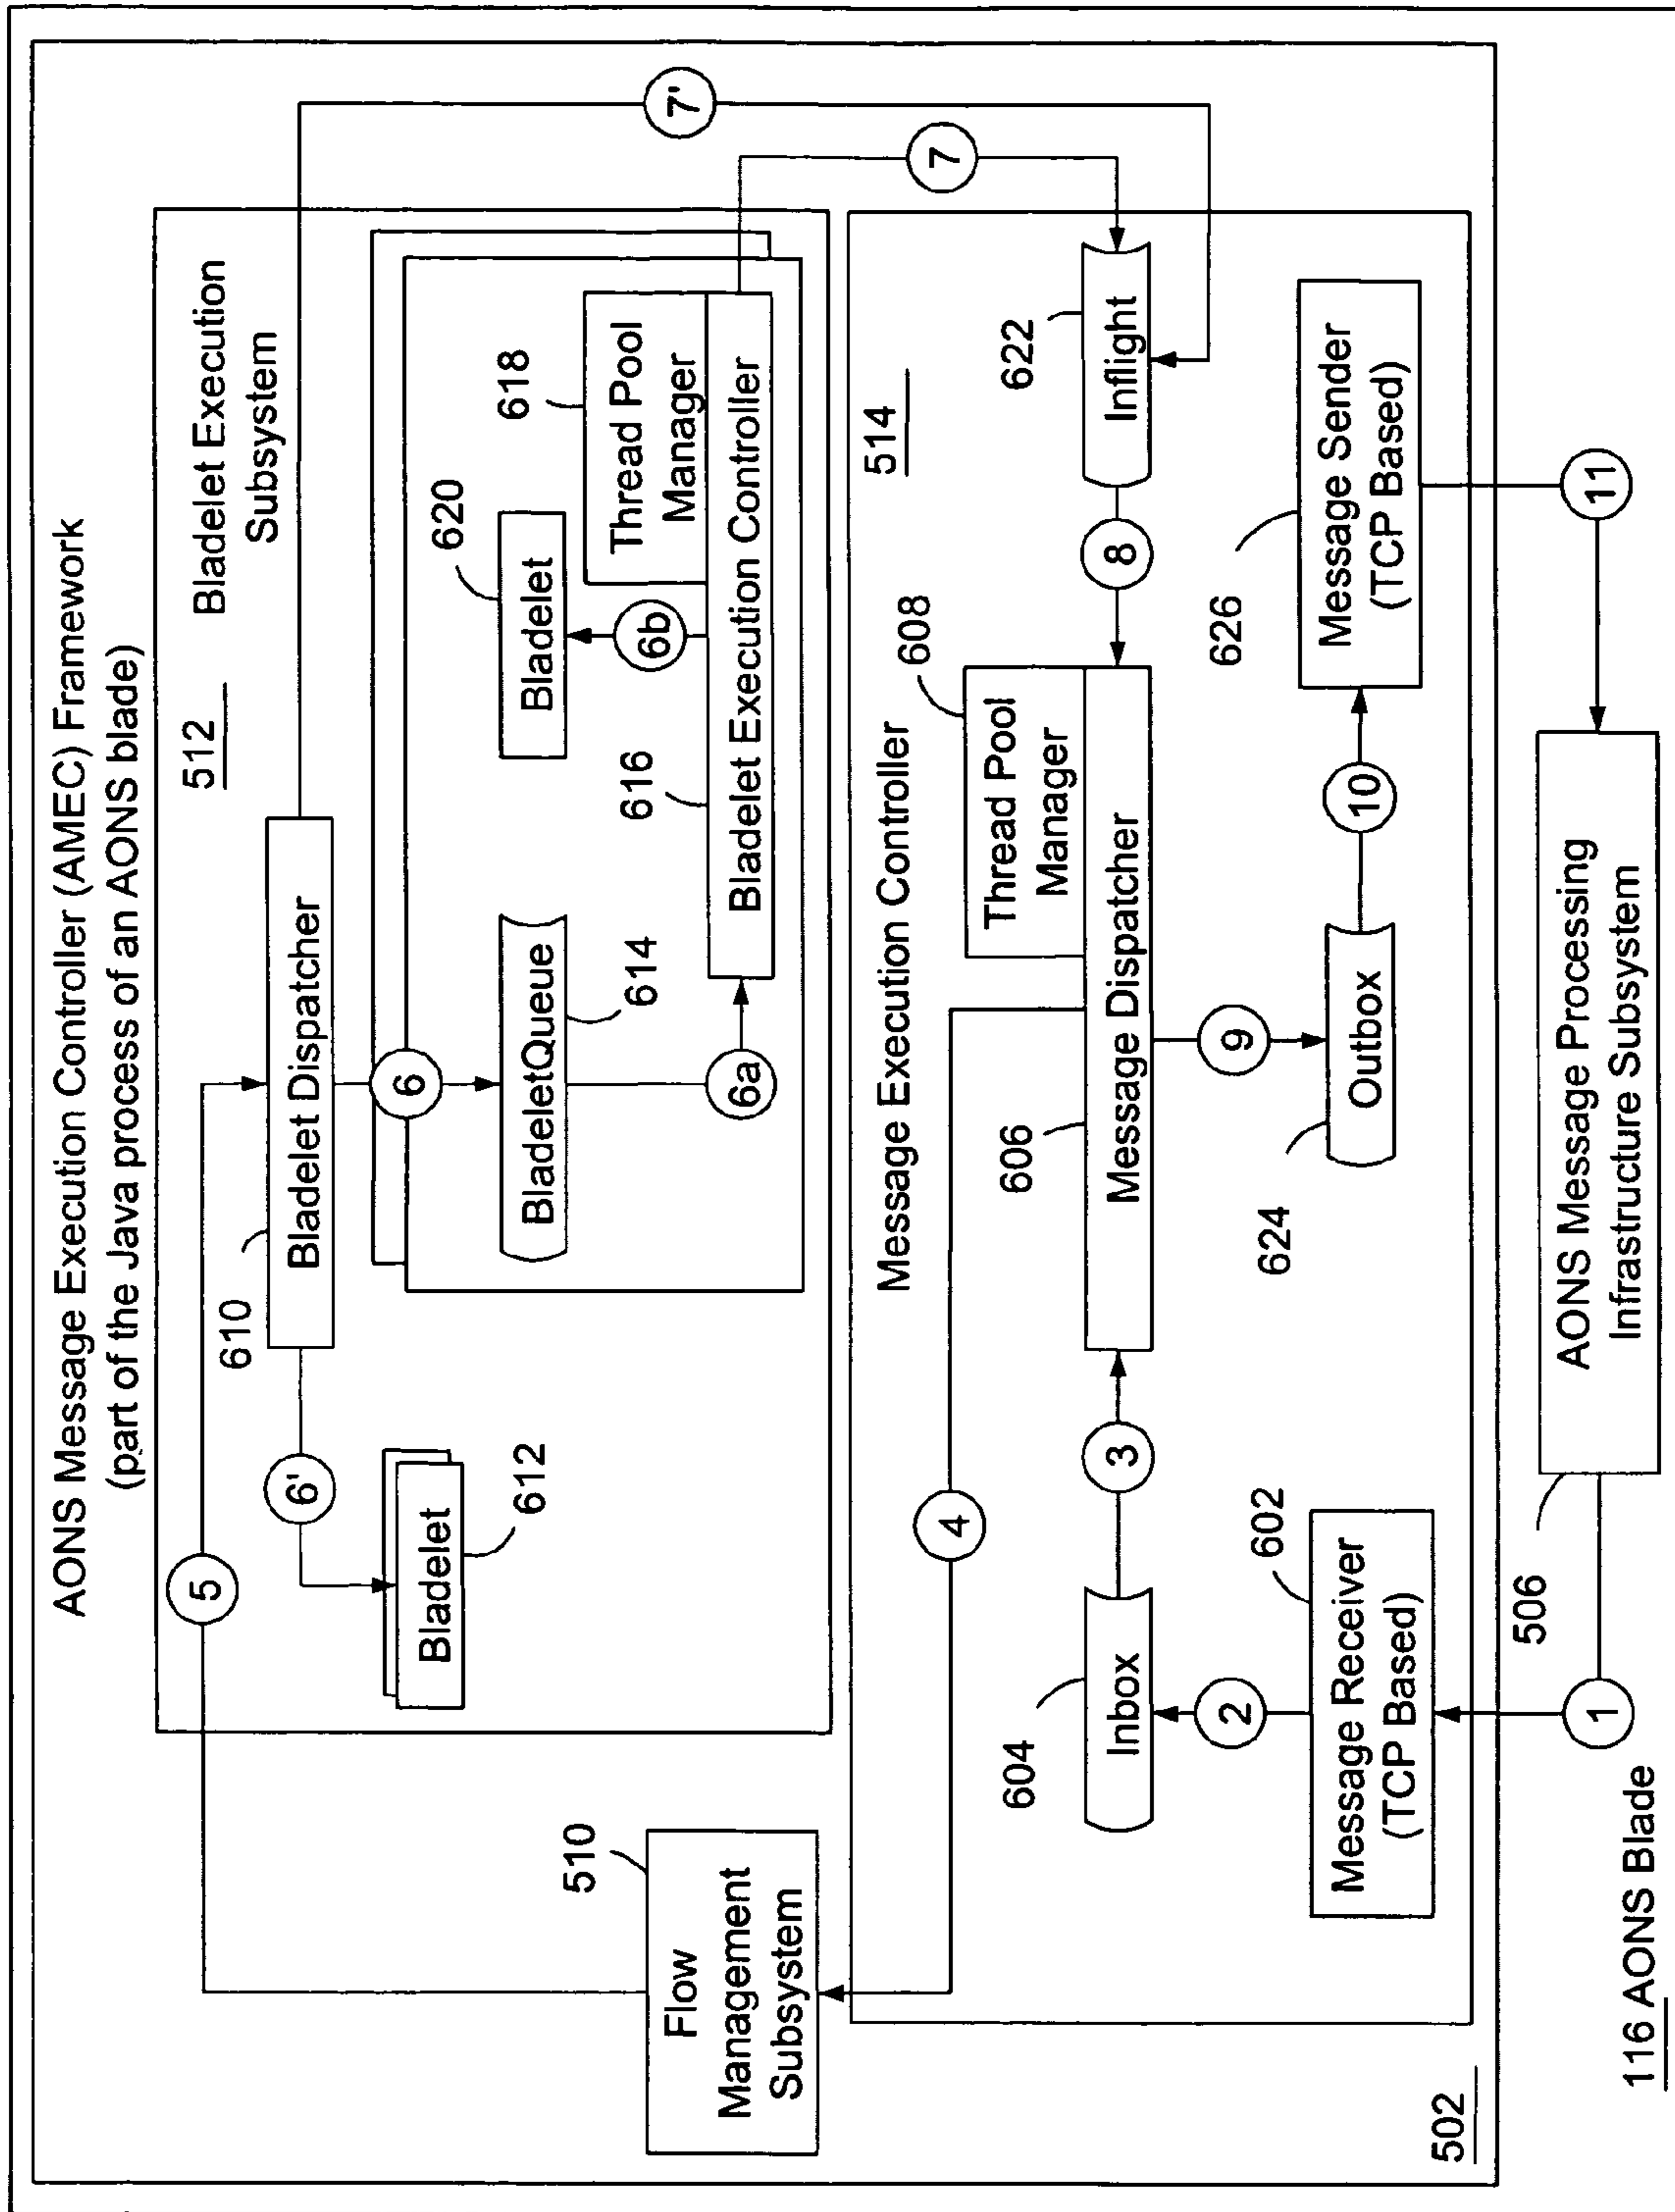 AONS Message Execution Controller (AMEC) Framework
(part of the Java process of an AONS blade)
512
Bladelet Execution
Subsystem
5
610
Bladelet Dispatcher
6'
7'
Bladelet
612
6
BladeletQueue
614
6a
620
Bladelet
6b
618
Thread Pool
Manager
616
Bladelet Execution Controller
7
510
Flow
Management
Subsystem
4
Message Execution Controller
514
608
Thread Pool
Manager
606
Message Dispatcher
604
Inbox
3
8
622
Inflight
2
9
602
Message Receiver
(TCP Based)
624
Outbox
10
626
Message Sender
(TCP Based)
502
1
506
AONS Message Processing
Infrastructure Subsystem
11
116 AONS Blade